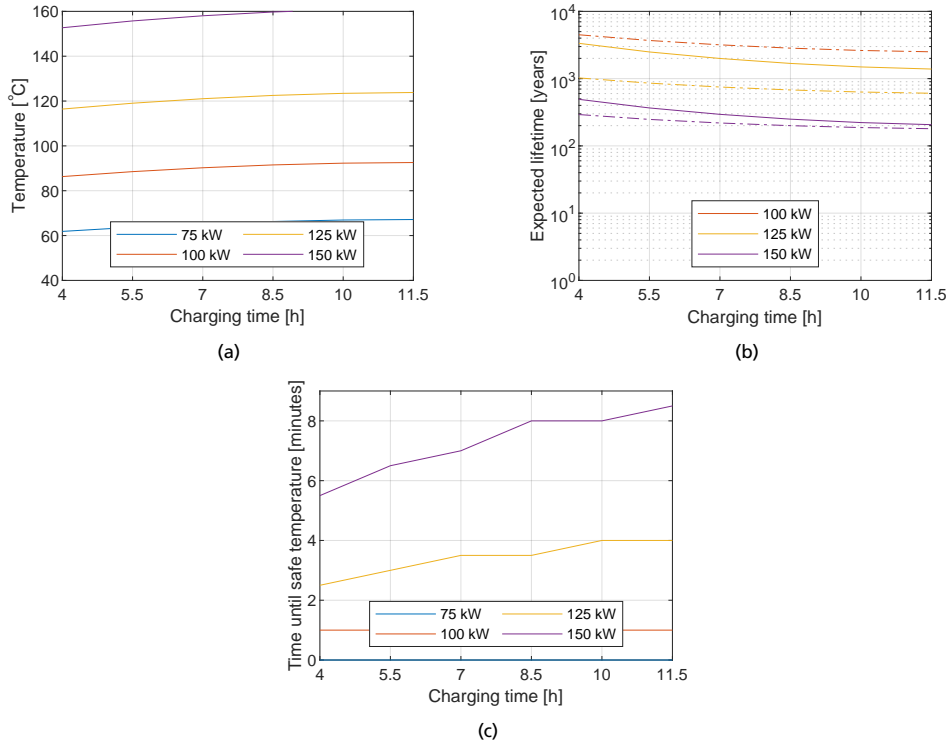 160
140
120
100
80
60
40
Temperature [°C]
75 kW
125 kW
100 kW
150 kW
4
5.5
7
8.5
10
11.5
Charging time [h]
(a)
10^4
10^3
10^2
10^1
10^0
Expected lifetime [years]
100 kW
125 kW
150 kW
4
5.5
7
8.5
10
11.5
Charging time [h]
(b)
8
6
4
2
0
Time until safe temperature [minutes]
75 kW
125 kW
100 kW
150 kW
4
5.5
7
8.5
10
11.5
Charging time [h]
(c)